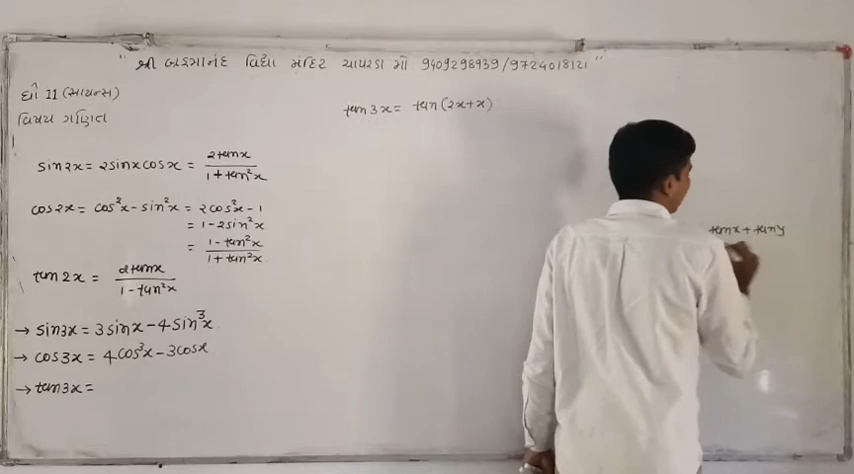 " શ્રી બ્રહ્માનંદ વિદ્યા મંદિર ચાપરડા માં 9409298939/9724018121 "
ધો 11 (સાયન્સ)
વિષય ગણિત
sin2x = 2sinx cosx = 2tanx / 1 + tan²x
cos2x = cos²x - sin²x = 2cos²x - 1
= 1 - 2sin²x
= 1 - tan²x / 1 + tan²x
tan2x = 2tanx / 1 - tan²x
→ sin3x = 3sinx - 4sin³x
→ cos3x = 4cos³x - 3cosx
→ tan3x =
tan3x = tan(2x+x)
tanx + tany